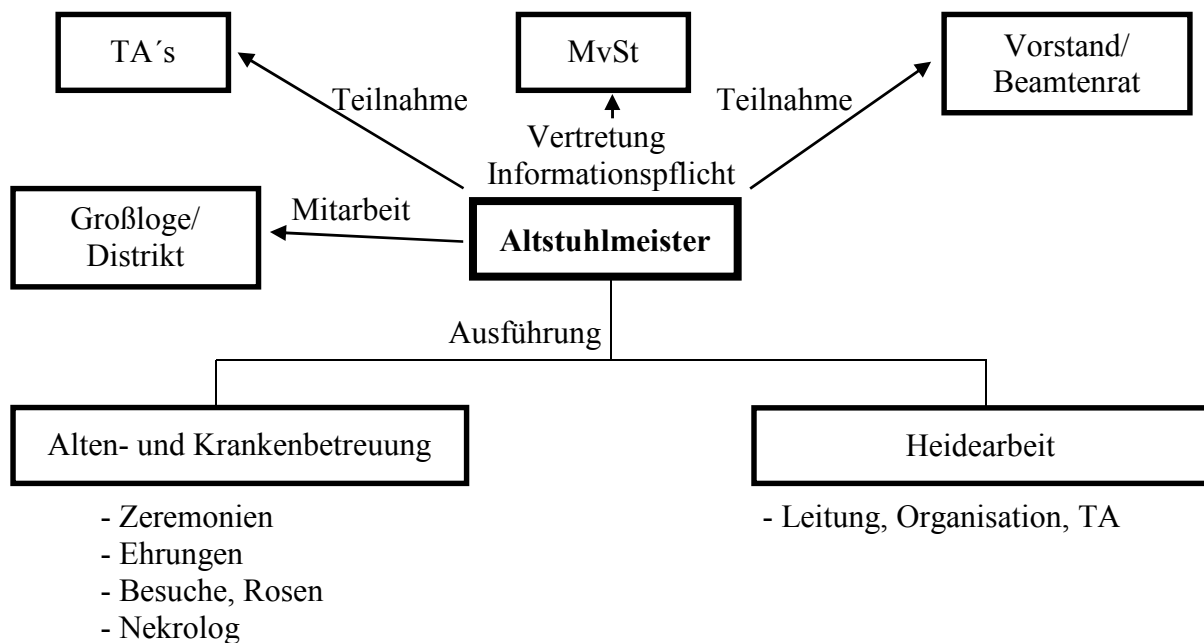 TA´s
MvSt
Vorstand/
Beamtenrat
Teilnahme
Teilnahme
Vertretung
Informationspflicht
Großloge/
Distrikt
Mitarbeit
Altstuhlmeister
Ausführung
Alten- und Krankenbetreuung
Heidearbeit
- Zeremonien
- Ehrungen
- Besuche, Rosen
- Nekrolog
- Leitung, Organisation, TA